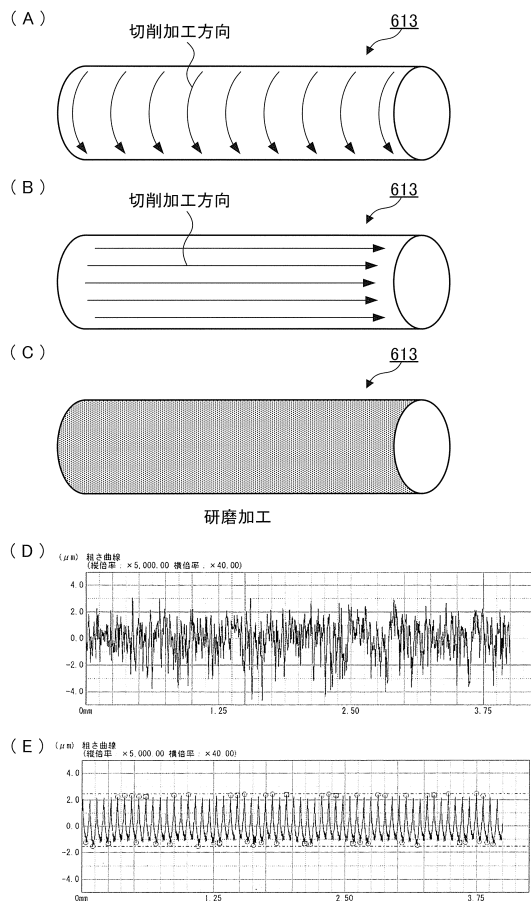 (A)
613
切削加工方向
(B)
613
切削加工方向
(C)
613
研磨加工
(D)
(μm) 粗さ曲線
(縦倍率 : ×5,000.00 横倍率 : ×40.00)
4.0
2.0
0.0
-2.0
-4.0
0mm 1.25 2.50 3.75
(E)
(μm) 粗さ曲線
(縦倍率 ×5,000.00 横倍率 : ×40.00)
4.0
2.0
0.0
-2.0
-4.0
0mm 1.25 2.50 3.75